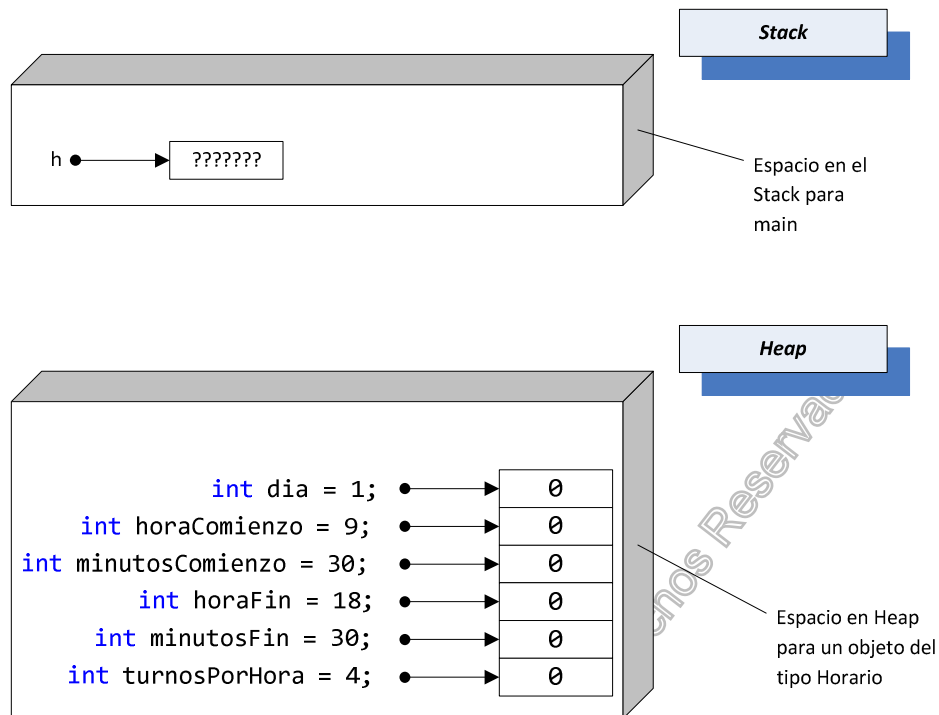 Stack
h
???????
Espacio en el
Stack para
main
Heap
int dia = 1;
0
int horaComienzo = 9;
0
int minutosComienzo = 30;
0
int horaFin = 18;
0
int minutosFin = 30;
0
int turnosPorHora = 4;
0
Espacio en Heap
para un objeto del
tipo Horario